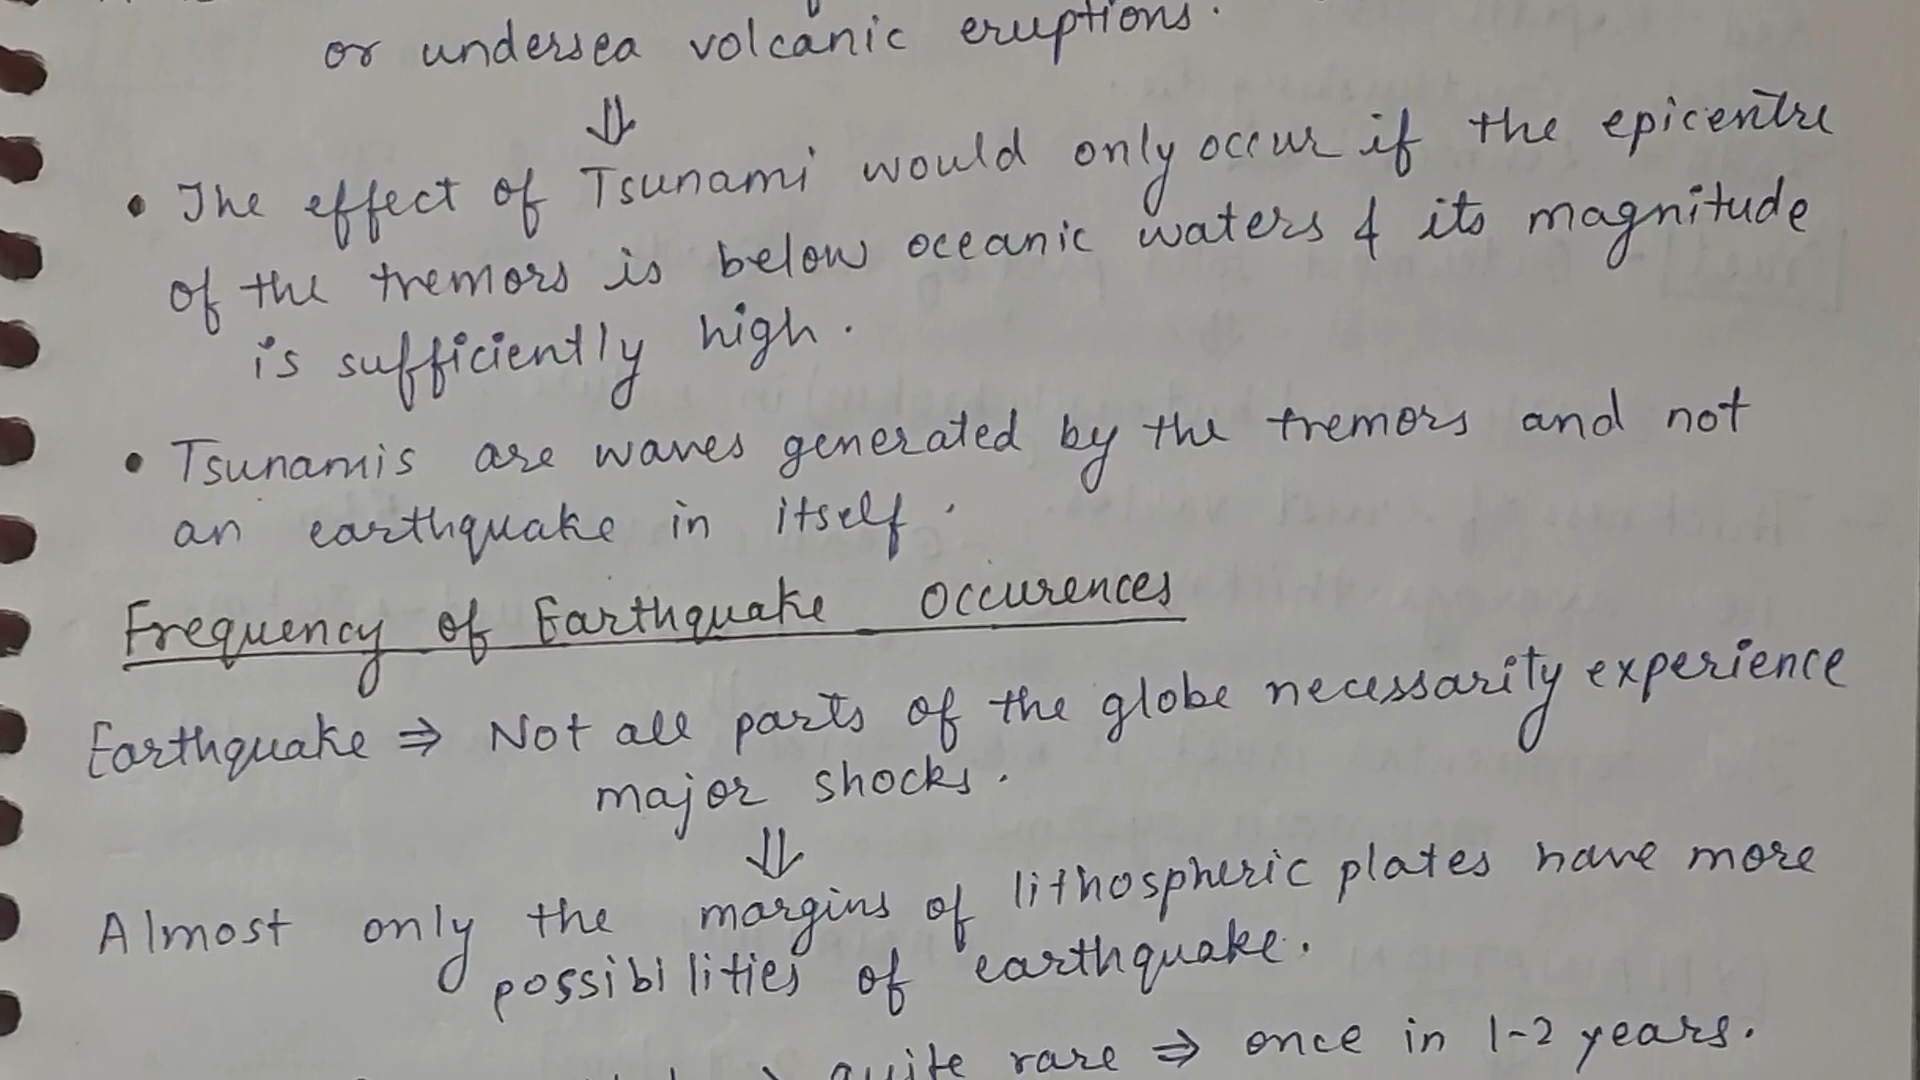 or undersea volcanic eruptions.
⇓
• The effect of Tsunami would only occur if the epicentre
of the tremors is below oceanic waters & its magnitude
is sufficiently high.
• Tsunamis are waves generated by the tremors and not
an earthquake in itself.
Frequency of Earthquake Occurences
Earthquake ⇒ Not all parts of the globe necessarity experience
major shocks.
⇓
Almost only the margins of lithospheric plates have more
possibilities of earthquake.
quite rare ⇒ once in 1-2 years.